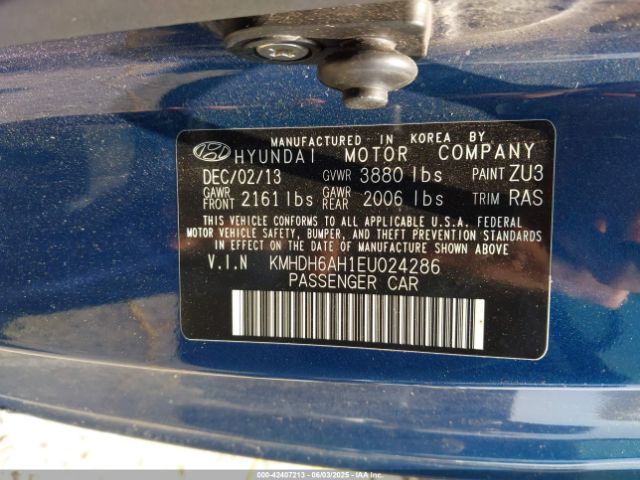 MANUFACTURED IN KOREA BY
HYUNDAI MOTOR COMPANY
DEC/02/13 GVWR 3880 lbs PAINT ZU3
GAWR FRONT 2161 lbs GAWR REAR 2006 lbs TRIM RAS
THIS VEHICLE CONFORMS TO ALL APPLICABLE U.S.A. FEDERAL
MOTOR VEHICLE SAFETY, BUMPER, AND THEFT PREVENTION STANDARDS
IN EFFECT ON THE DATE OF MANUFACTURE SHOWN ABOVE
V.I.N KMHDH6AH1EU024286
PASSENGER CAR
000-42407213 - 06/03/2025 - IAAI.COM